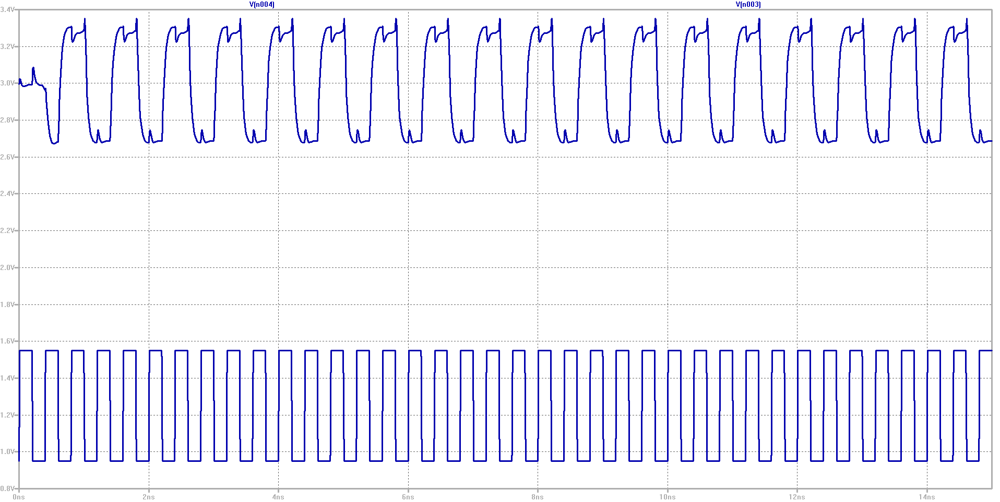 V(n004) V(n003)
3.4V
3.2V
3.0V
2.8V
2.6V
2.4V
2.2V
2.0V
1.8V
1.6V
1.4V
1.2V
1.0V
0.8V
0ns 2ns 4ns 6ns 8ns 10ns 12ns 14ns